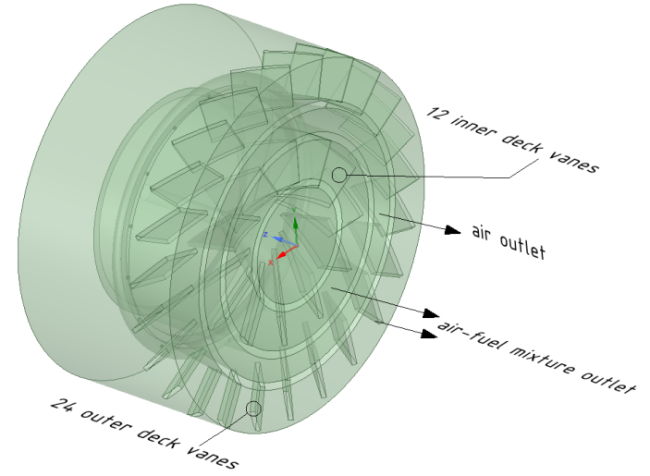 12 inner deck vanes
air outlet
Y
Z
X
air-fuel mixture outlet
24 outer deck vanes